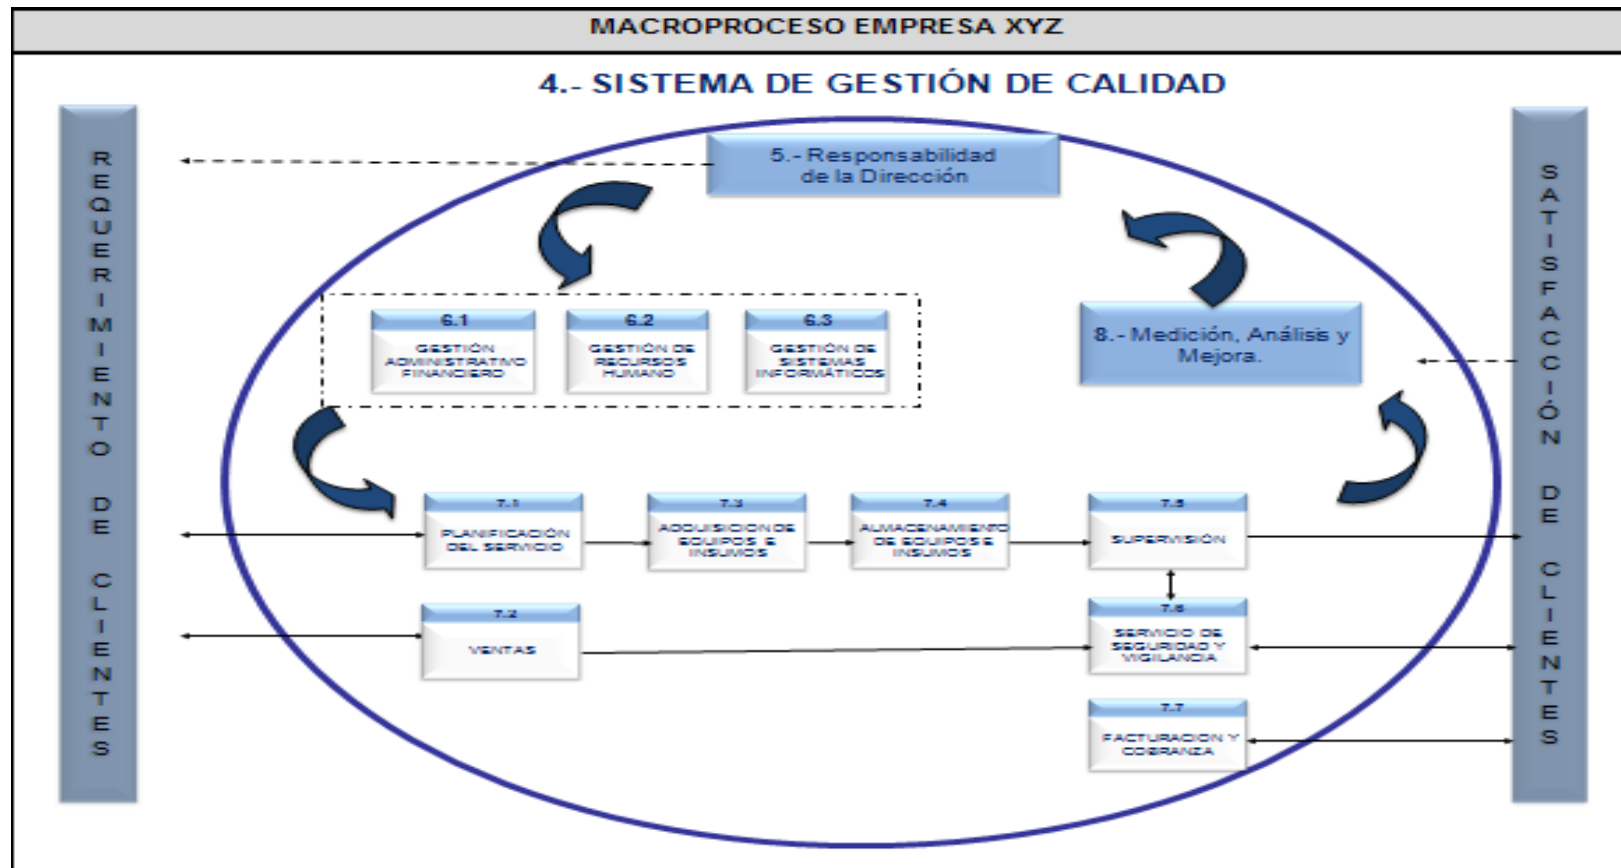 MACROPROCESO EMPRESA XYZ
4.- SISTEMA DE GESTIÓN DE CALIDAD
REQUERIMIENTO DE CLIENTES
5.- Responsabilidad
de la Dirección
SATISFACCIÓN DE CLIENTES
6.1
GESTIÓN
ADMINISTRATIVO
FINANCIERO
6.2
GESTIÓN DE
RECURSOS
HUMANO
6.3
GESTIÓN DE
SISTEMAS
INFORMÁTICOS
8.- Medición, Análisis y
Mejora.
7.1
PLANIFICACIÓN
DEL SERVICIO
7.3
ADQUISICION DE
EQUIPOS E
INSUMOS
7.4
ALMACENAMIENTO
DE EQUIPOS E
INSUMOS
7.5
SUPERVISIÓN
7.2
VENTAS
7.6
SERVICIO DE
SEGURIDAD Y
VIGILANCIA
7.7
FACTURACION Y
COBRANZA